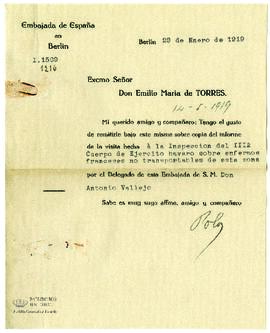 Embajada de España
en
Berlin
Berlin 23 de Enero de 1919
I.1509
1210
Excmo Señor
Don Emilio Maria de TORRES.
14-5-1919
Mi querido amigo y compañero: Tengo el gusto
de remitirle bajo este mismo sobre copia del informe
de la visita hecha á la Inspeccion del III2
Cuerpo de Ejercito bavaro sobre enfermos
franceses no transportables de esta zona
por el Delegado de esta Embajada de S. M. Don
Antonio Vallejo
Sabe es muy suyo affmo. amigo y compañero
Polo